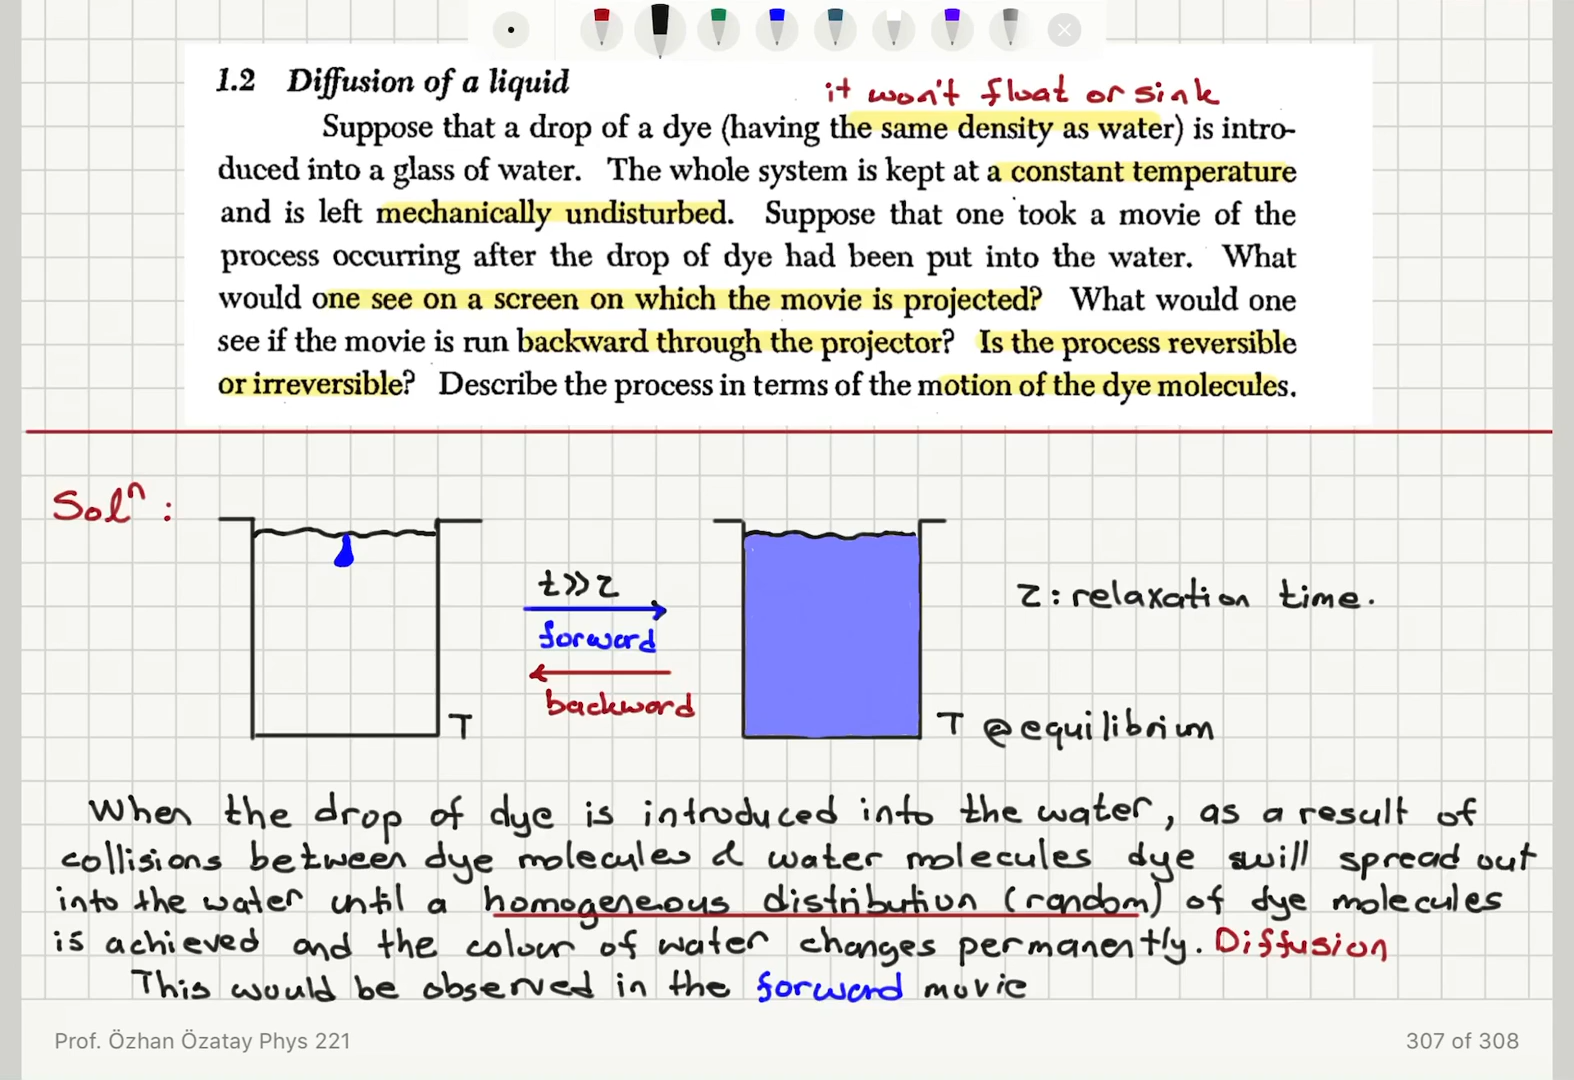 1.2 Diffusion of a liquid
it won't float or sink
Suppose that a drop of a dye (having the same density as water) is intro-
duced into a glass of water. The whole system is kept at a constant temperature
and is left mechanically undisturbed. Suppose that one took a movie of the
process occurring after the drop of dye had been put into the water. What
would one see on a screen on which the movie is projected? What would one
see if the movie is run backward through the projector? Is the process reversible
or irreversible? Describe the process in terms of the motion of the dye molecules.
Solⁿ :
t≫τ
forward
backward
T
τ : relaxation time.
T @equilibrium
When the drop of dye is introduced into the water, as a result of
collisions between dye molecules & water molecules dye will spread out
into the water until a homogeneous distribution (random) of dye molecules
is achieved and the colour of water changes permanently. Diffusion
This would be observed in the forward movie
Prof. Özhan Özatay Phys 221
307 of 308